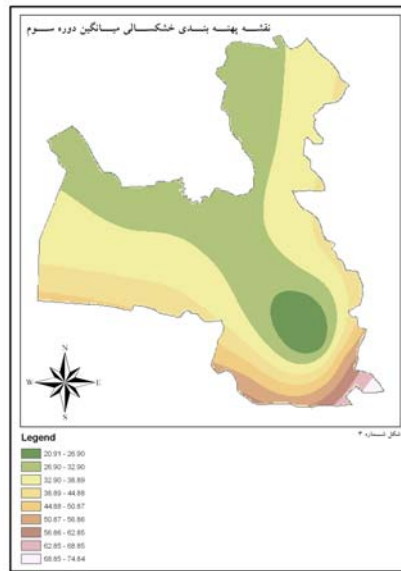 نقشه پهنه بندی خشکسالی میانگین دوره سوم
N
W E
S
شکل شماره ۳
Legend
20.91 - 26.90
26.90 - 32.90
32.90 - 38.89
38.89 - 44.88
44.88 - 50.87
50.87 - 56.86
56.86 - 62.85
62.85 - 68.85
68.85 - 74.84